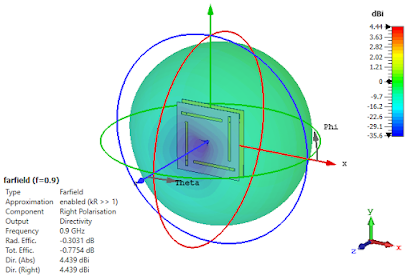 dBi
4.44
3.63
2.82
2.02
1.21
-9.07
-16.2
-22.6
-29.1
-35.6
Phi
x
Theta
farfield (f=0.9)
Type Farfield
Approximation enabled (kR >> 1)
Component Right Polarisation
Output Directivity
Frequency 0.9 GHz
Rad. Effic. -0.3031 dB
Tot. Effic. -0.7754 dB
Dir. (Abs) 4.439 dBi
Dir. (Right) 4.439 dBi
y
z
x